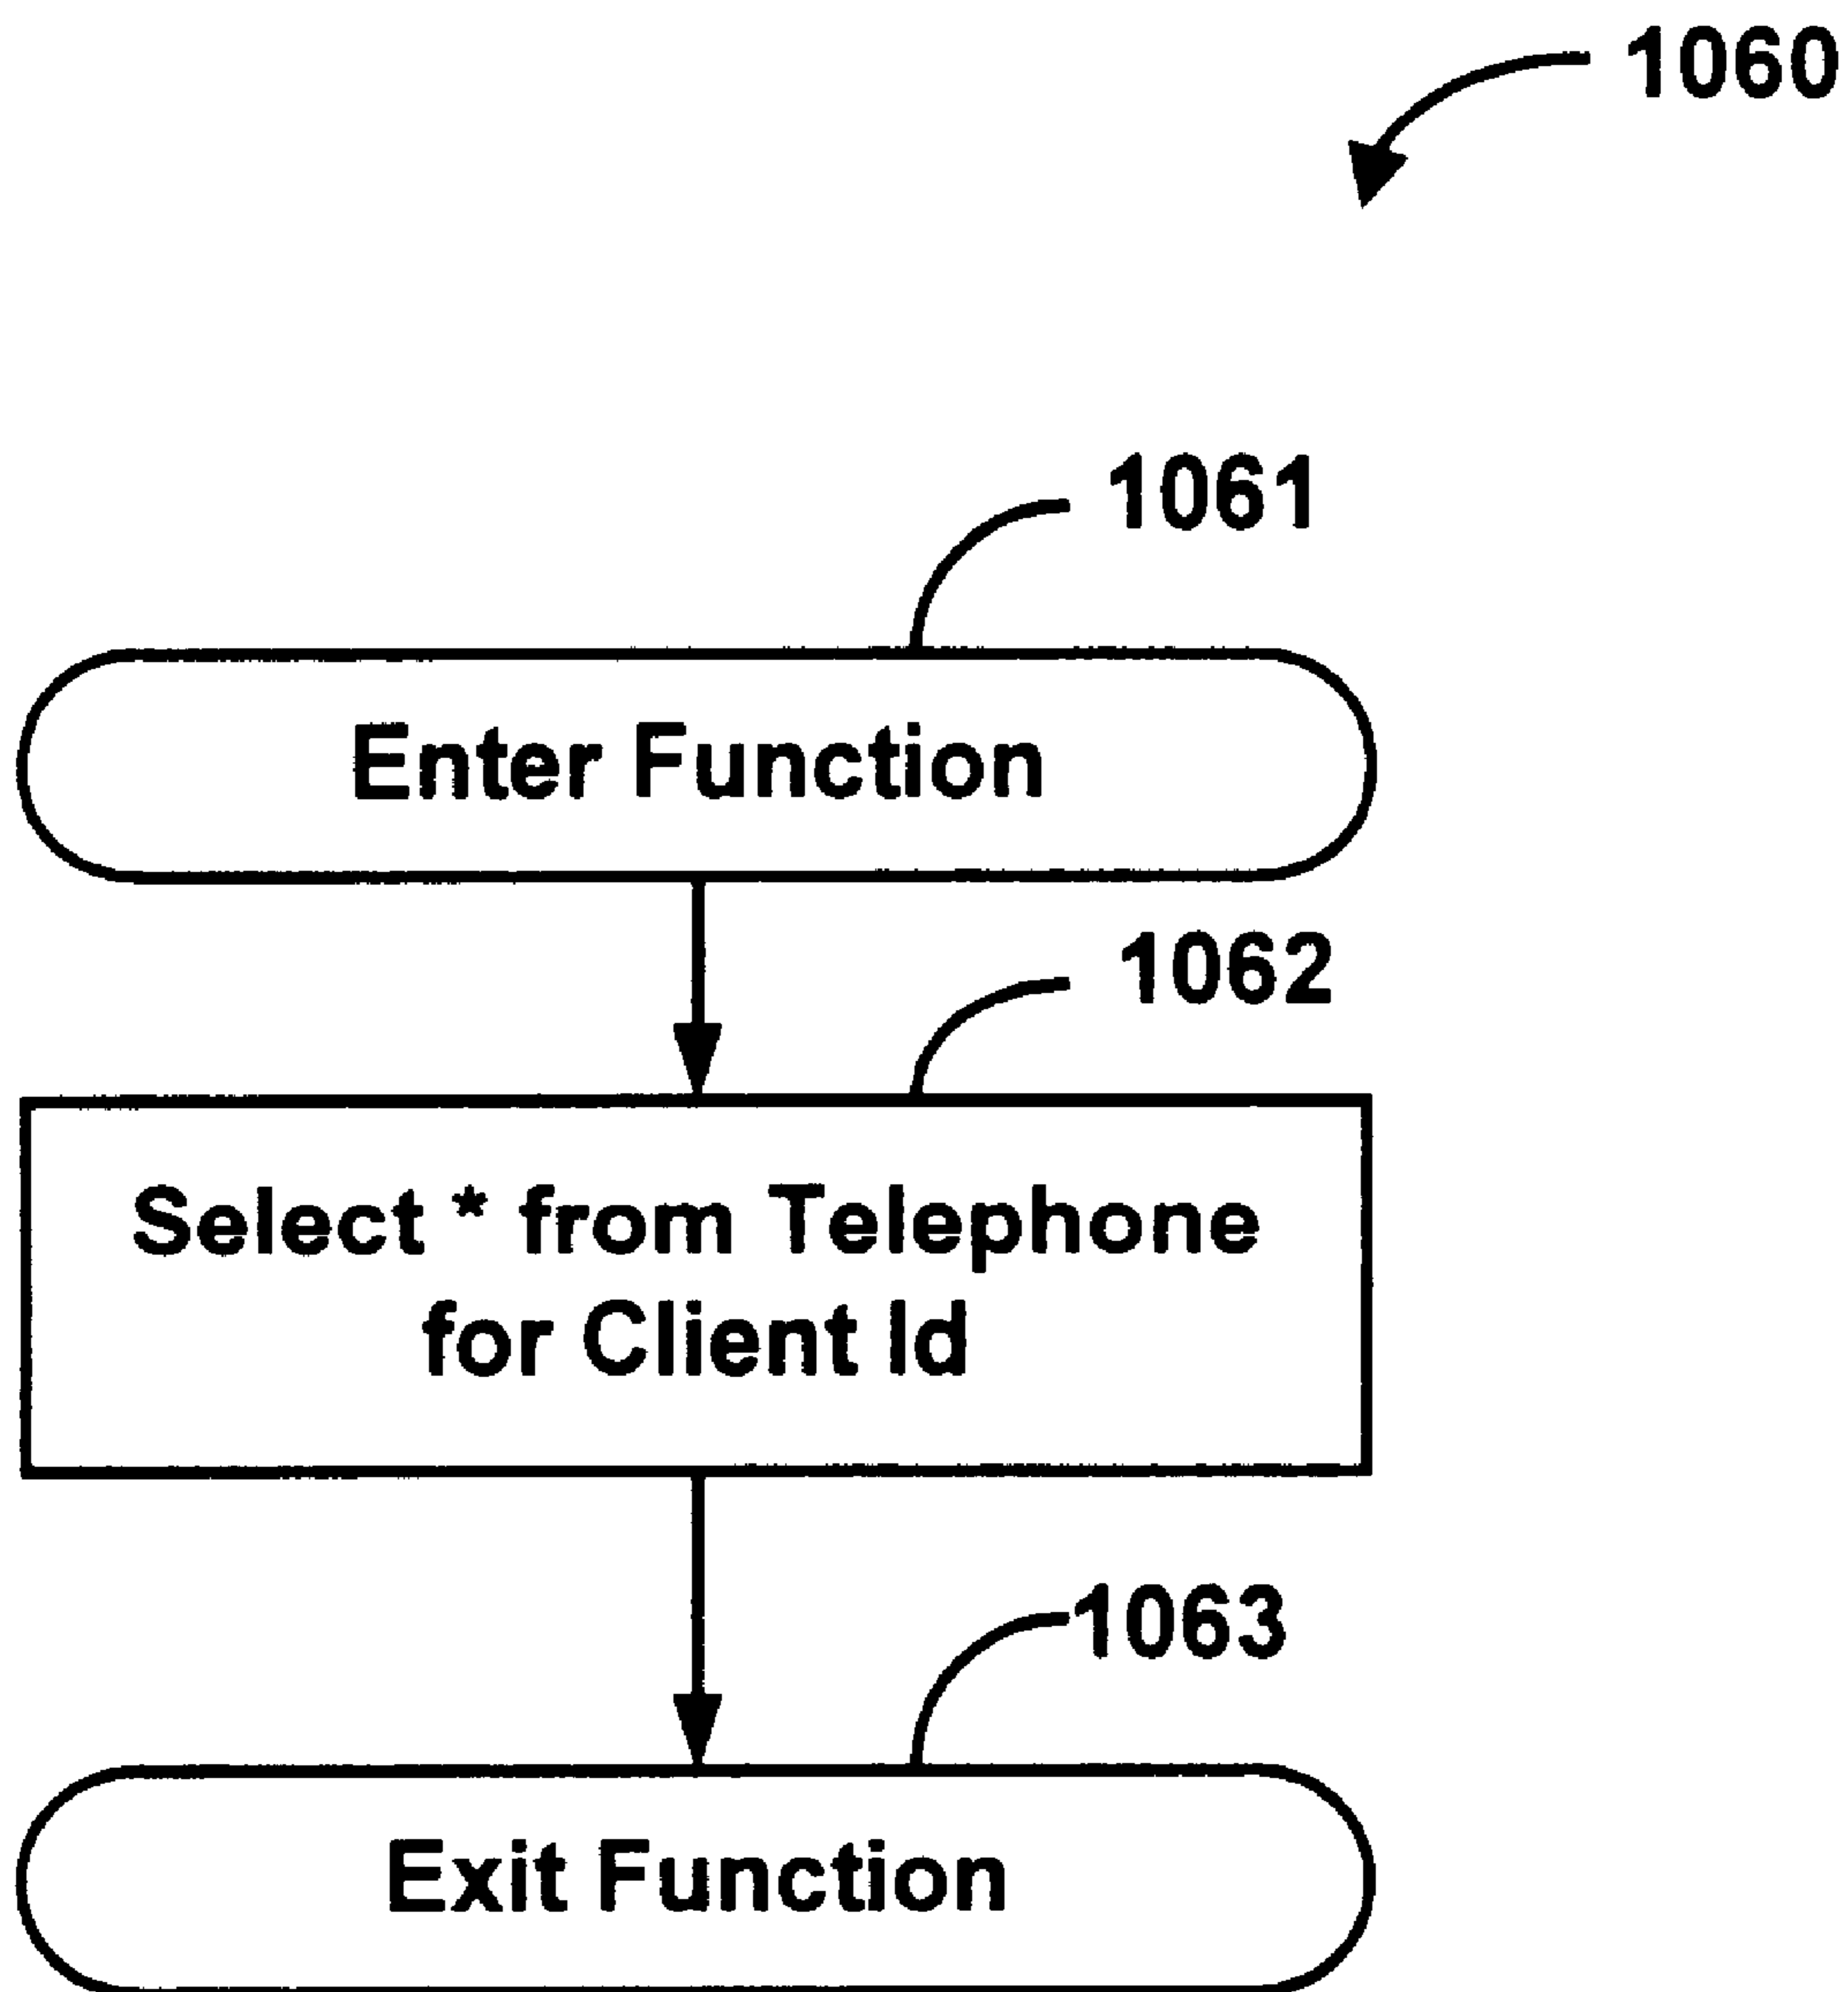 1060
1061
Enter Function
1062
Select * from Telephone
for Client Id
1063
Exit Function